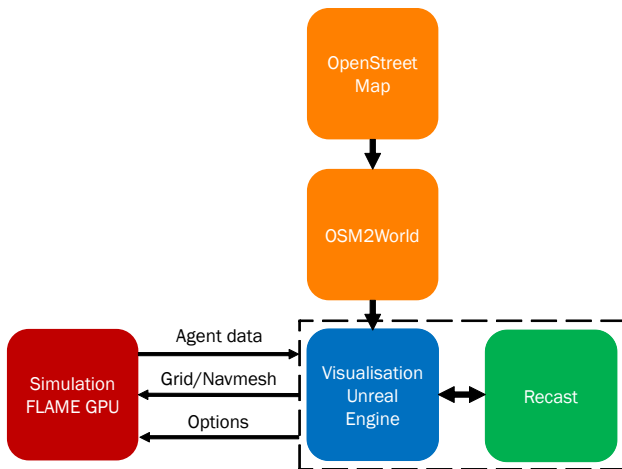 OpenStreet
Map
OSM2World
Agent data
Grid/Navmesh
Options
Simulation
FLAME GPU
Visualisation
Unreal
Engine
Recast